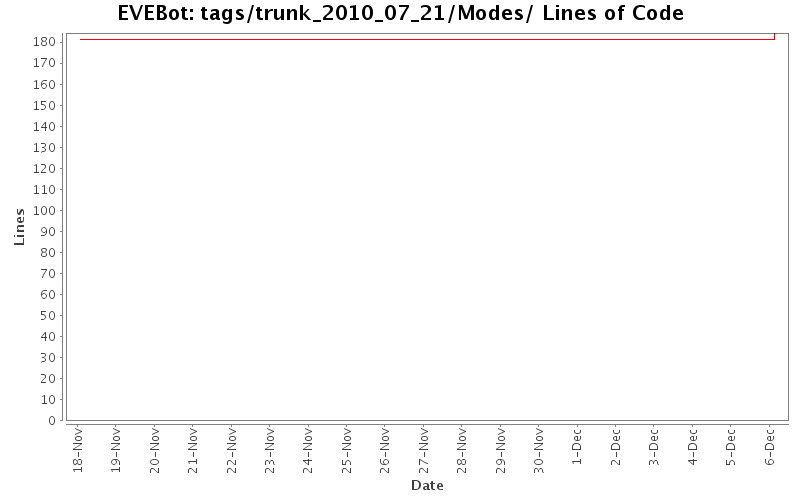 EVEBot: tags/trunk_2010_07_21/Modes/ Lines of Code
180
170
160
150
140
130
120
110
100
90
80
70
60
50
40
30
20
10
0
Lines
18-Nov
19-Nov
20-Nov
21-Nov
22-Nov
23-Nov
24-Nov
25-Nov
26-Nov
27-Nov
28-Nov
29-Nov
30-Nov
1-Dec
2-Dec
3-Dec
4-Dec
5-Dec
6-Dec
Date